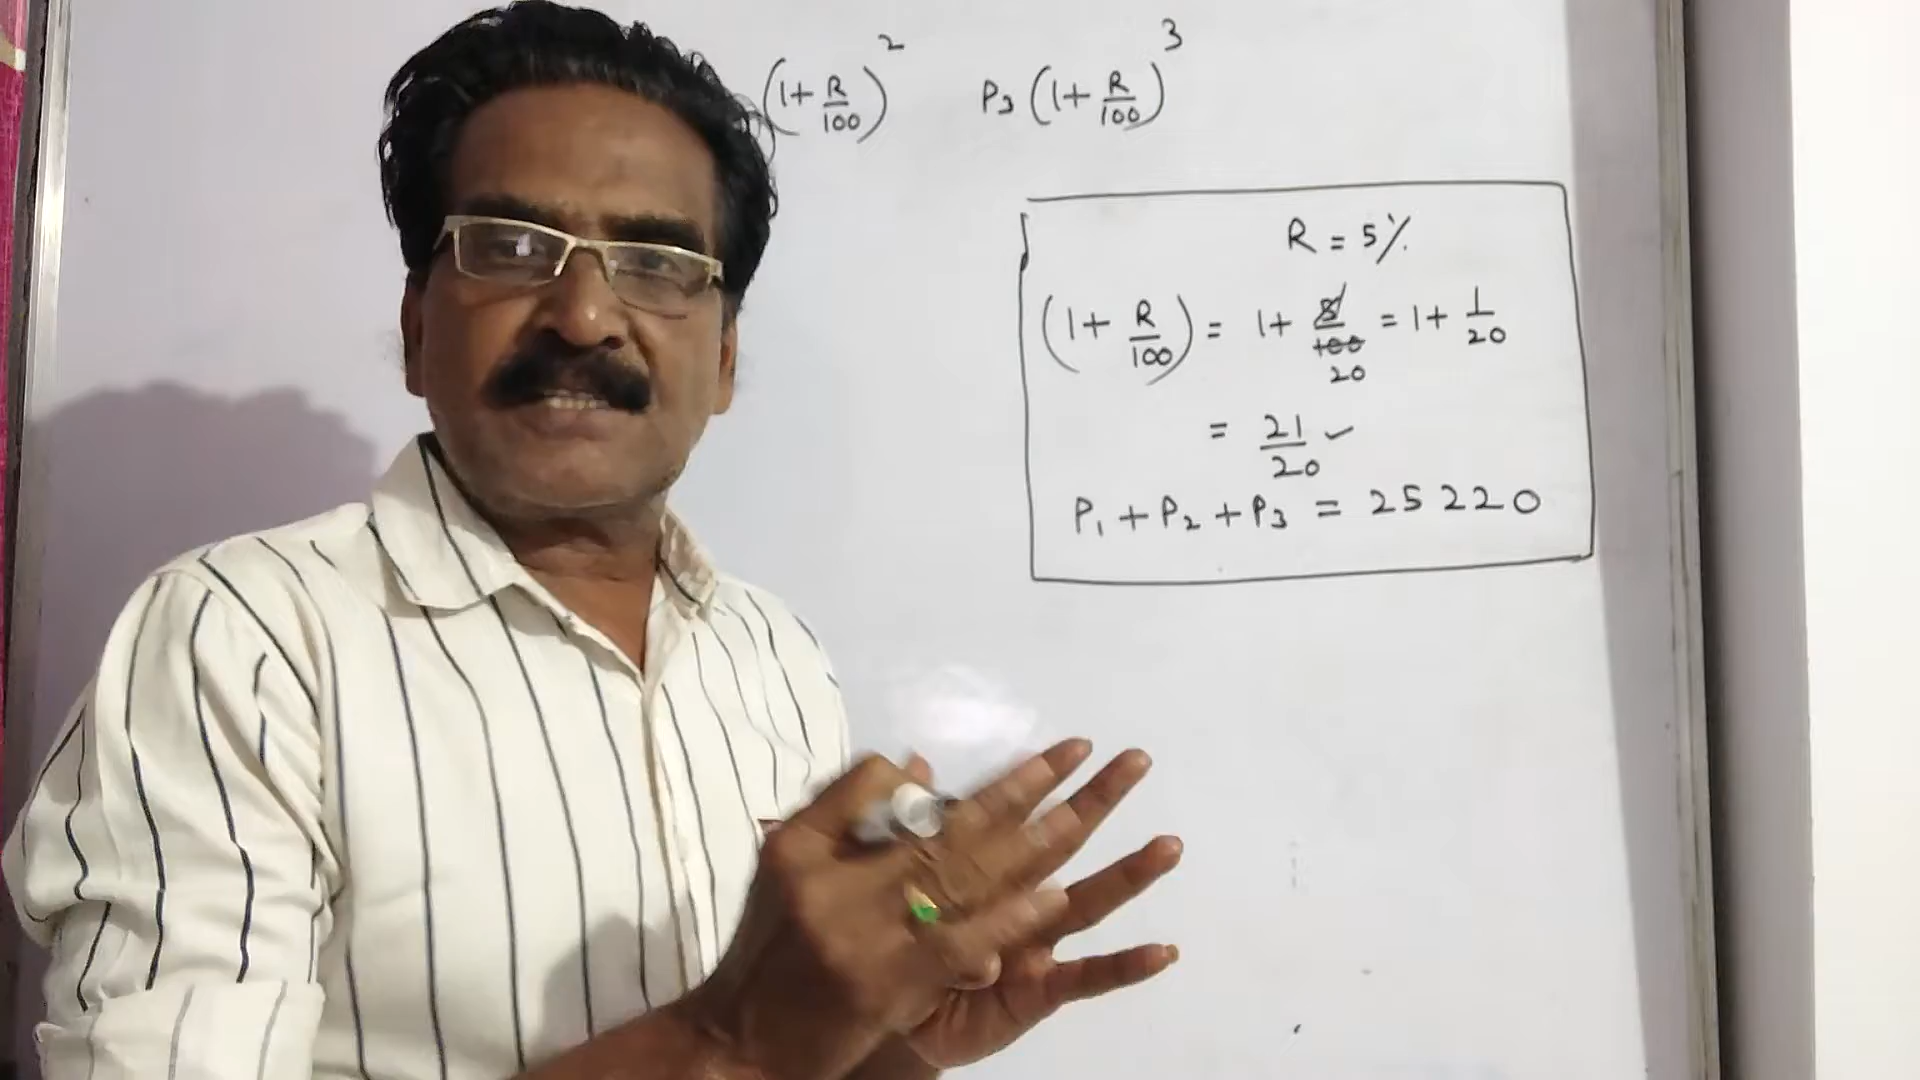 (1+R/100)² P₃(1+R/100)³
R = 5%
(1+R/100) = 1+5/100 = 1+1/20
20
= 21/20 ✓
P₁+P₂+P₃ = 25220